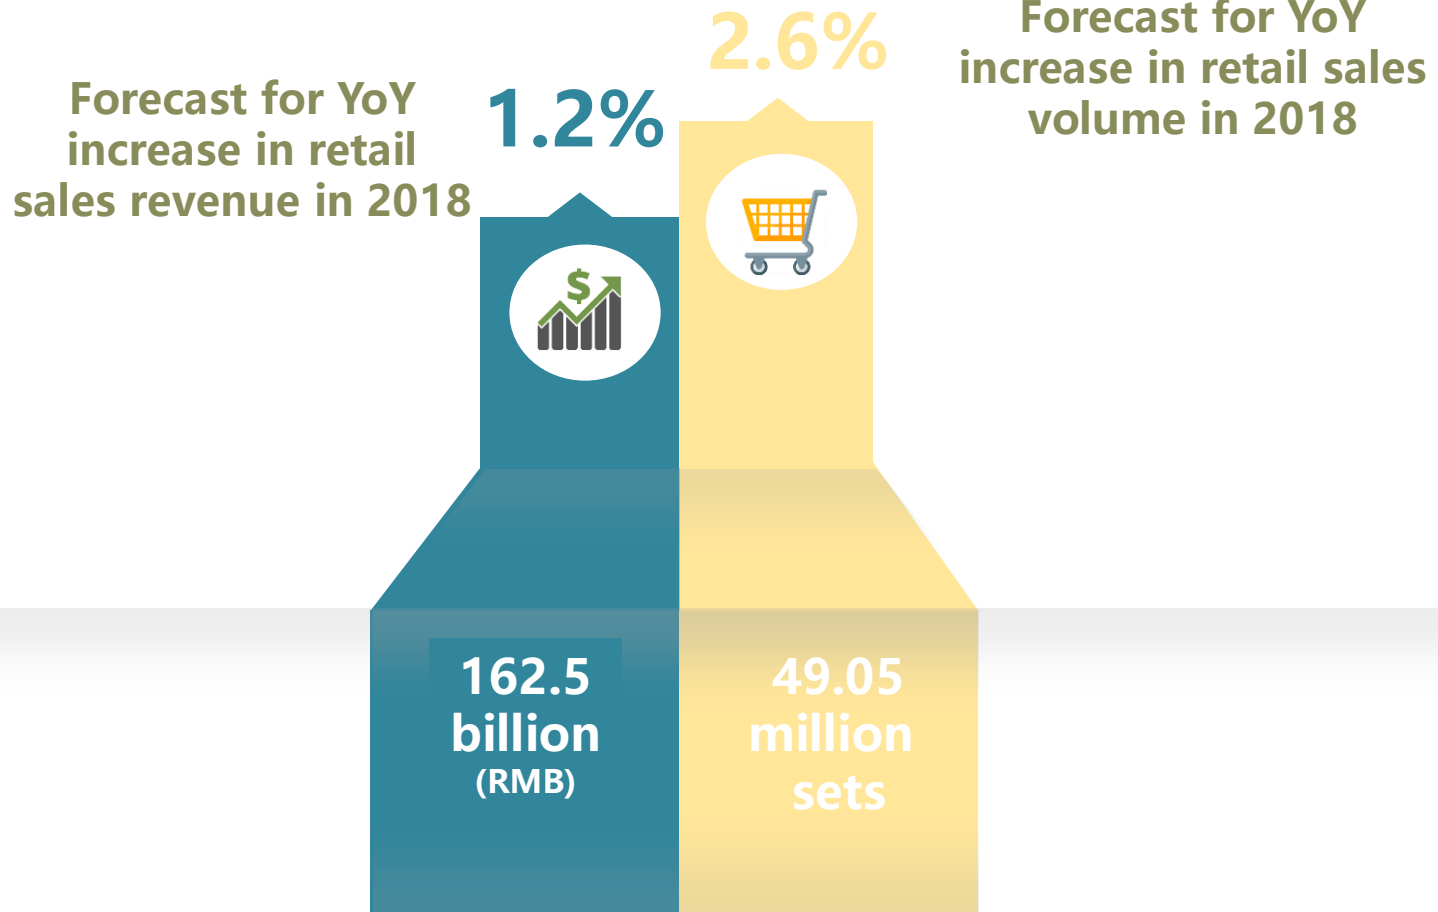 Forecast for YoY
increase in retail
sales revenue in 2018
1.2%
2.6%
Forecast for YoY
increase in retail sales
volume in 2018
$
162.5
billion
(RMB)
49.05
million
sets